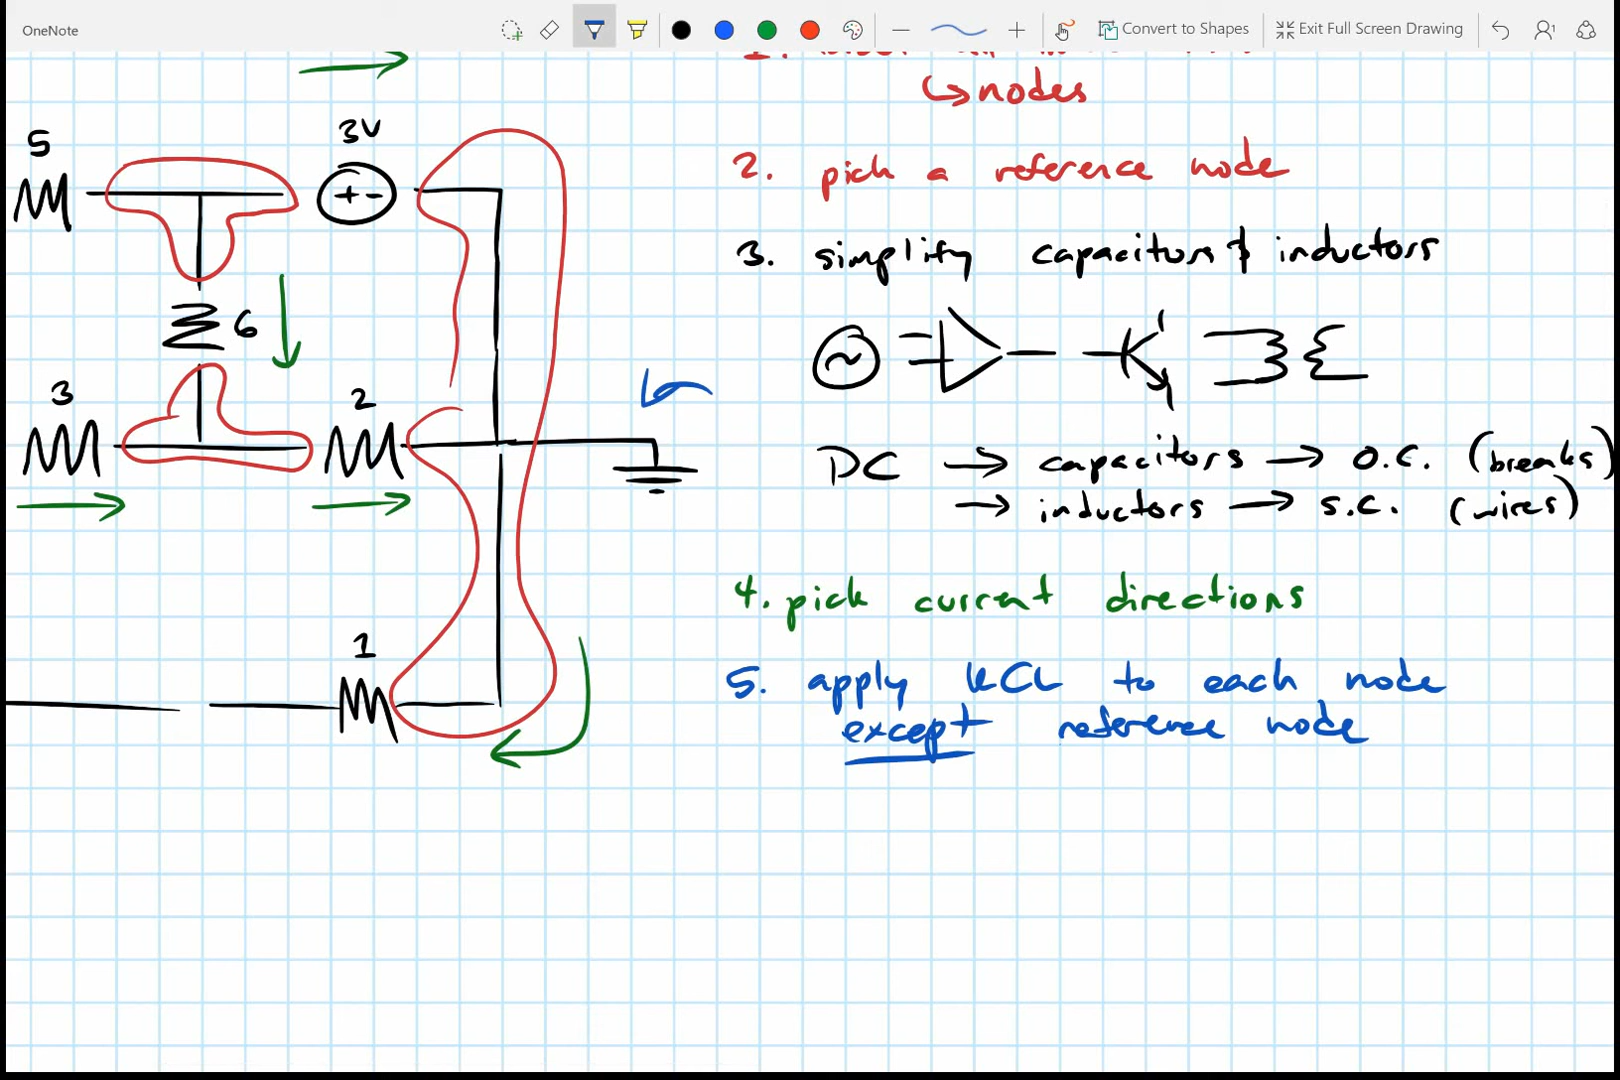 OneNote
Convert to Shapes
Exit Full Screen Drawing
↳ nodes
2. pick a reference node
3. simplify capacitors & inductors
DC → capacitors → O.C. (breaks)
→ inductors → S.C. (wires)
4. pick current directions
5. apply KCL to each node
except reference node
5
3V
+ -
6
3
2
1